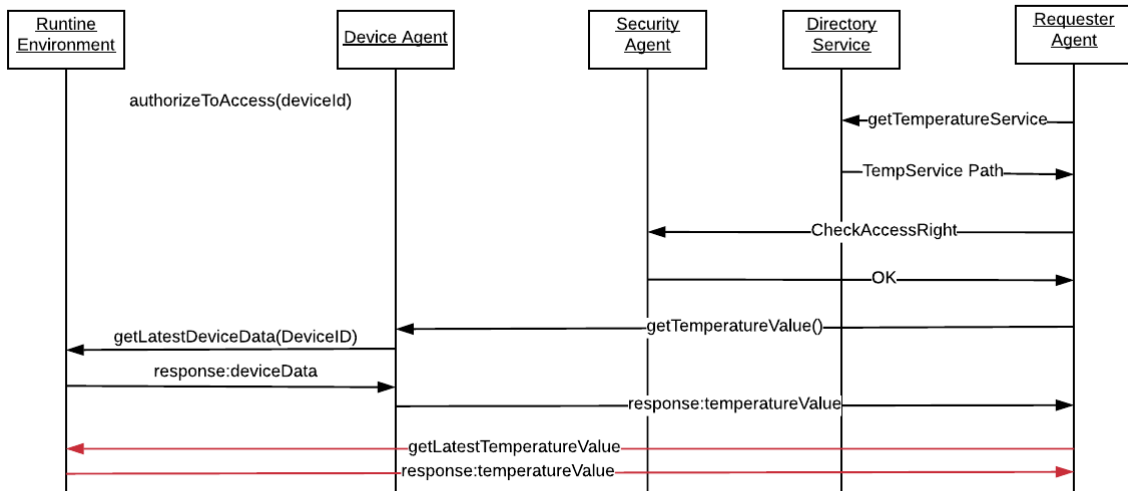 Runtine
Environment
Device Agent
Security
Agent
Directory
Service
Requester
Agent
authorizeToAccess(deviceId)
getTemperatureService
TempService Path
CheckAccessRight
OK
getTemperatureValue()
getLatestDeviceData(DeviceID)
response:deviceData
response:temperatureValue
getLatestTemperatureValue
response:temperatureValue